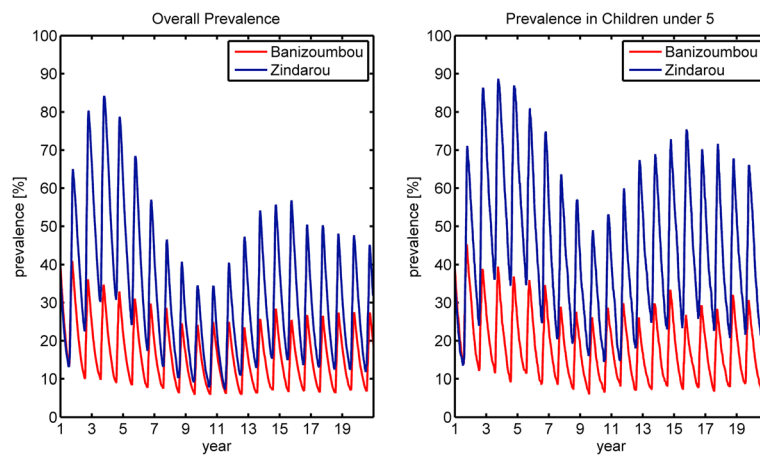 Overall Prevalence
100
90
80
70
60
50
40
30
20
10
0
prevalence [%]
1 3 5 7 9 11 13 15 17 19
year
Banizoumbou
Zindarou
Prevalence in Children under 5
100
90
80
70
60
50
40
30
20
10
0
prevalence [%]
1 3 5 7 9 11 13 15 17 19
year
Banizoumbou
Zindarou